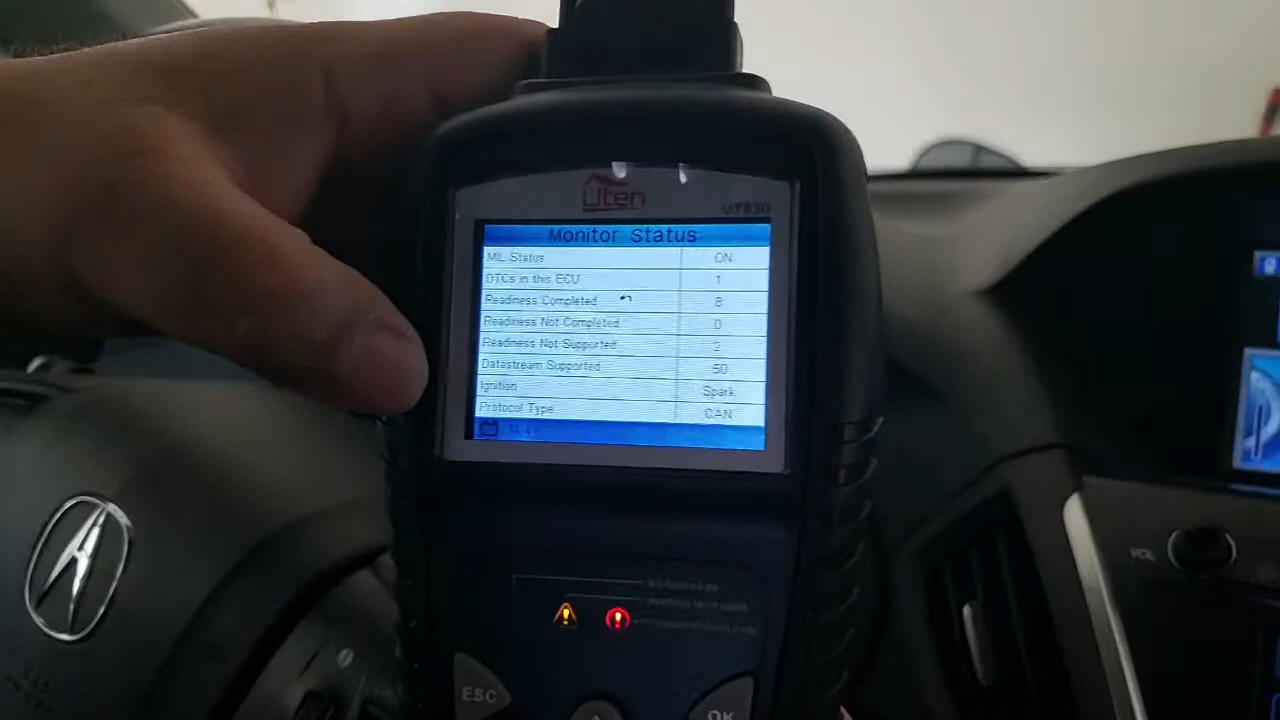 Uten
UT830
Monitor Status
MIL Status ON
DTCs in this ECU 1
Readiness Completed 8
Readiness Not Completed 0
Readiness Not Supported 2
Datastream Supported 50
Ignition Spark
Protocol Type CAN
VOL
ESC
OK